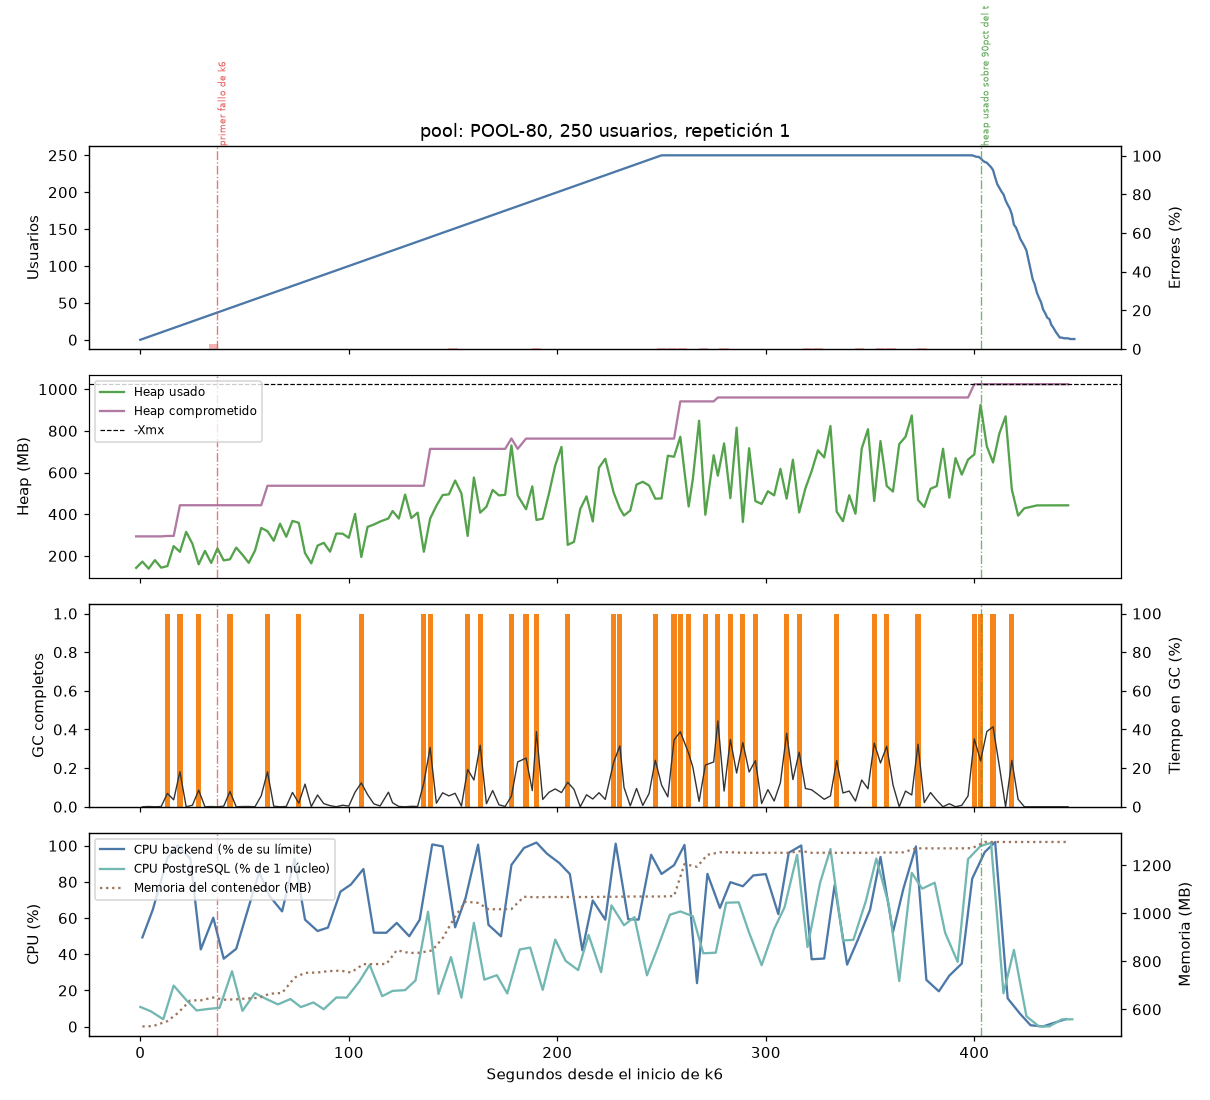 primer fallo de k6
heap usado sobre 90pct del t
pool: POOL-80, 250 usuarios, repetición 1
Usuarios
250
200
150
100
50
0
Errores (%)
100
80
60
40
20
0
Heap (MB)
1000
800
600
400
200
Heap usado
Heap comprometido
-Xmx
GC completos
1.0
0.8
0.6
0.4
0.2
0.0
Tiempo en GC (%)
100
80
60
40
20
0
CPU (%)
100
80
60
40
20
0
CPU backend (% de su límite)
CPU PostgreSQL (% de 1 núcleo)
Memoria del contenedor (MB)
Memoria (MB)
1200
1000
800
600
0
100
200
300
400
Segundos desde el inicio de k6